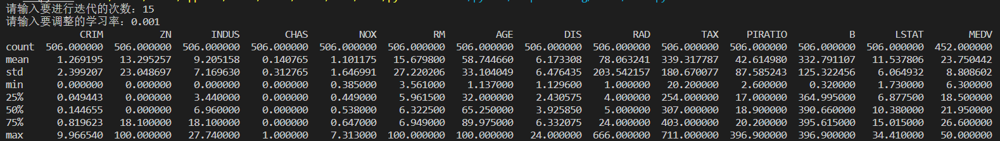 请输入要进行迭代的次数：15
请输入要调整的学习率：0.001
CRIM ZN INDUS CHAS NOX RM AGE DIS RAD TAX PIRATIO B LSTAT MEDV
count 506.000000 506.000000 506.000000 506.000000 506.000000 506.000000 506.000000 506.000000 506.000000 506.000000 506.000000 506.000000 506.000000 452.000000
mean 1.269195 13.295257 9.205158 0.140765 1.101175 15.679800 58.744660 6.173308 78.063241 339.317787 42.614980 332.791107 11.537806 23.750442
std 2.399207 23.048697 7.169630 0.312765 1.646991 27.220206 33.104049 6.476435 203.542157 180.670077 87.585243 125.322456 6.064932 8.808602
min 0.000000 0.000000 0.000000 0.000000 0.385000 3.561000 1.137000 1.129600 1.000000 20.200000 2.600000 0.320000 1.730000 6.300000
25% 0.049443 0.000000 3.440000 0.000000 0.449000 5.961500 32.000000 2.430575 4.000000 254.000000 17.000000 364.995000 6.877500 18.500000
50% 0.144655 0.000000 6.960000 0.000000 0.538000 6.322500 65.250000 3.925850 5.000000 307.000000 18.900000 390.660000 10.380000 21.950000
75% 0.819623 18.100000 18.100000 0.000000 0.647000 6.949000 89.975000 6.332075 24.000000 403.000000 20.200000 395.615000 15.015000 26.600000
max 9.966540 100.000000 27.740000 1.000000 7.313000 100.000000 100.000000 24.000000 666.000000 711.000000 396.900000 396.900000 34.410000 50.000000